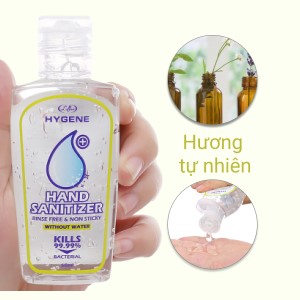 HYGENE
HAND
SANITIZER
RINSE FREE & NON STICKY
WITHOUT WATER
KILLS
99.99%
BACTERIAL
Hương
tự nhiên